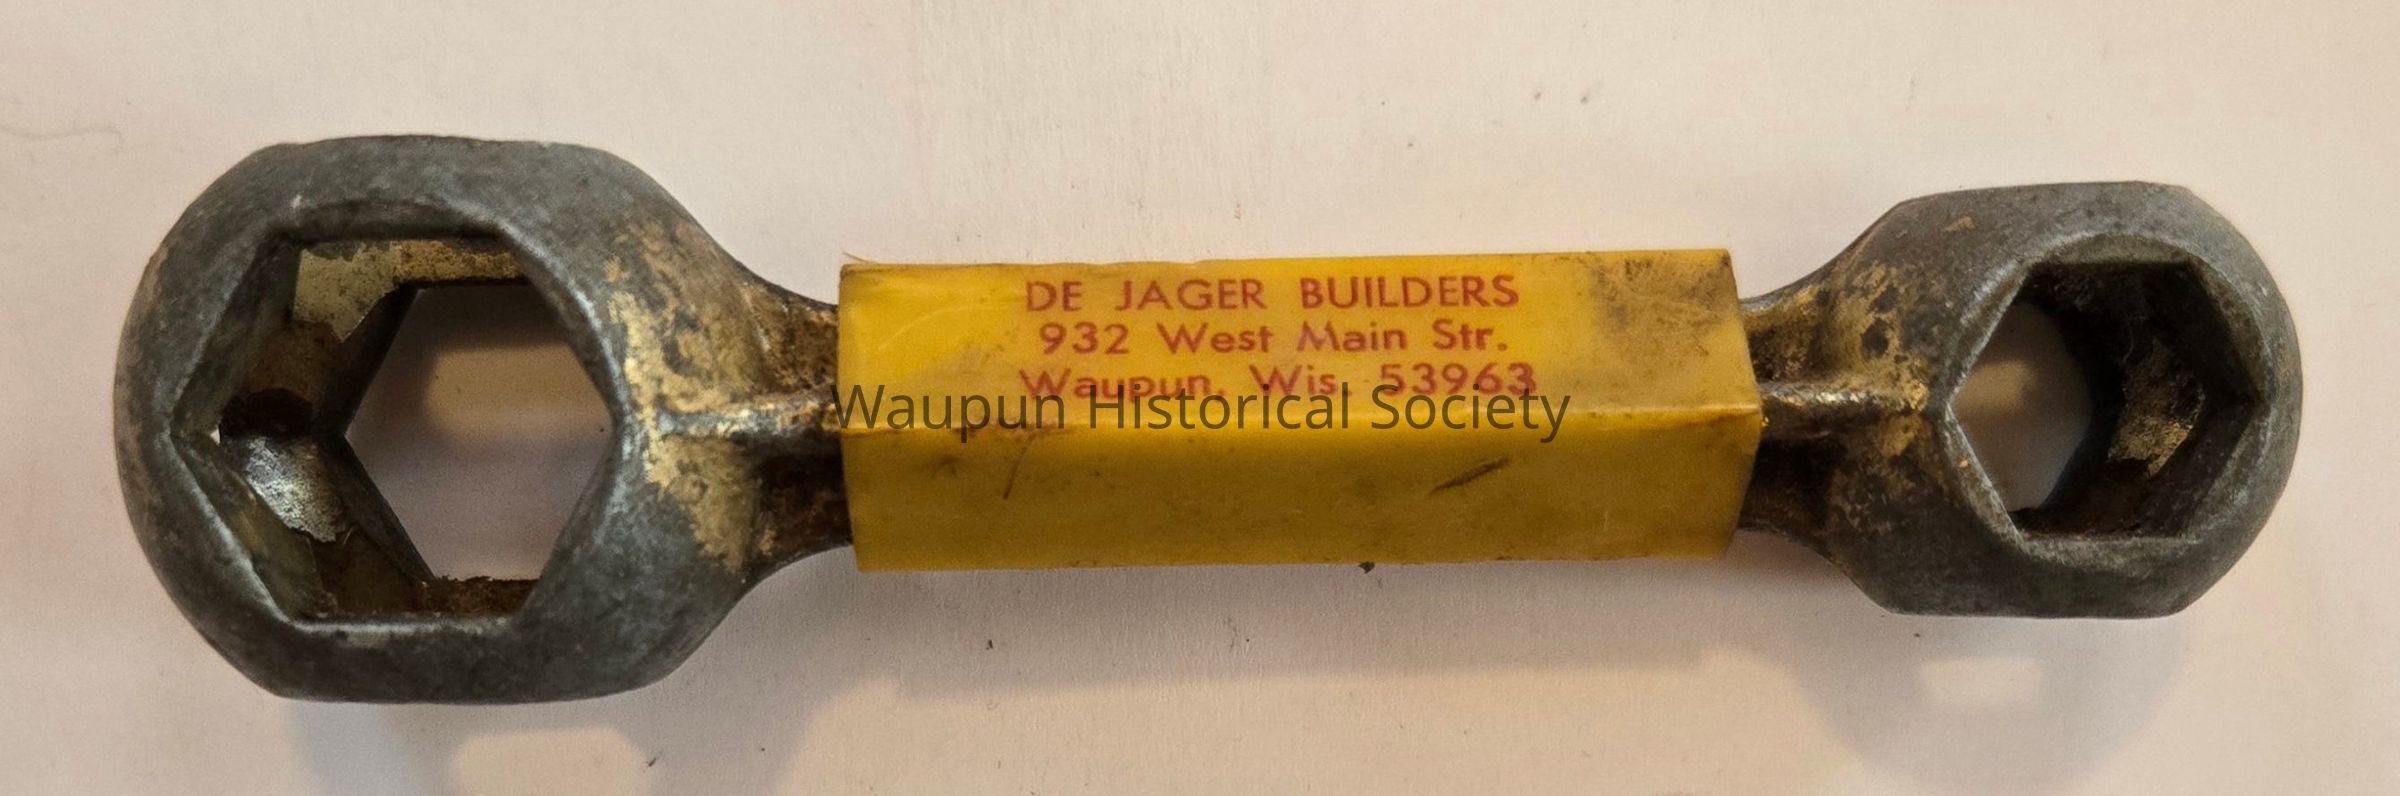 DE JAGER BUILDERS
932 West Main Str.
Waupun, Wis. 53963
Waupun Historical Society